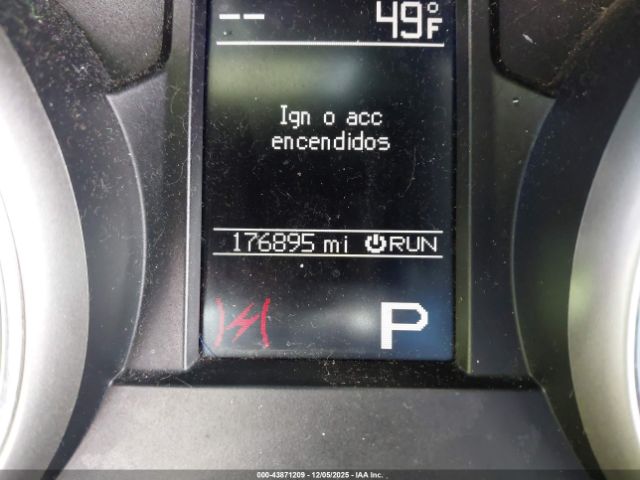 -- 49°F
Ign o acc
encendidos
176895 mi RUN
P
000-43871209 | 12/05/2025 | IAA Inc.